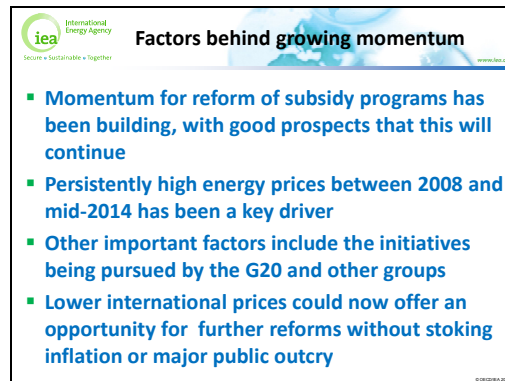 International
Energy Agency
iea
Secure Sustainable Together
Factors behind growing momentum
Momentum for reform of subsidy programs has
been building, with good prospects that this will
continue
Persistently high energy prices between 2008 and
mid-2014 has been a key driver
Other important factors include the initiatives
being pursued by the G20 and other groups
Lower international prices could now offer an
opportunity for further reforms without stoking
inflation or major public outcry
© OECD/IEA